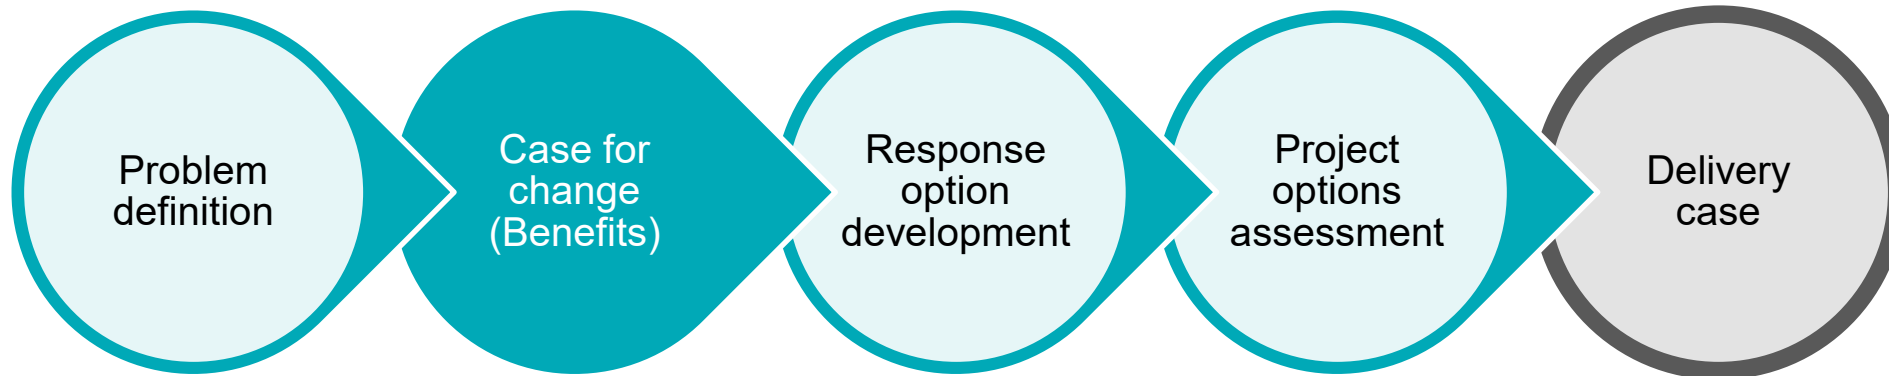 Problem
definition
Case for
change
(Benefits)
Response
option
development
Project
options
assessment
Delivery
case